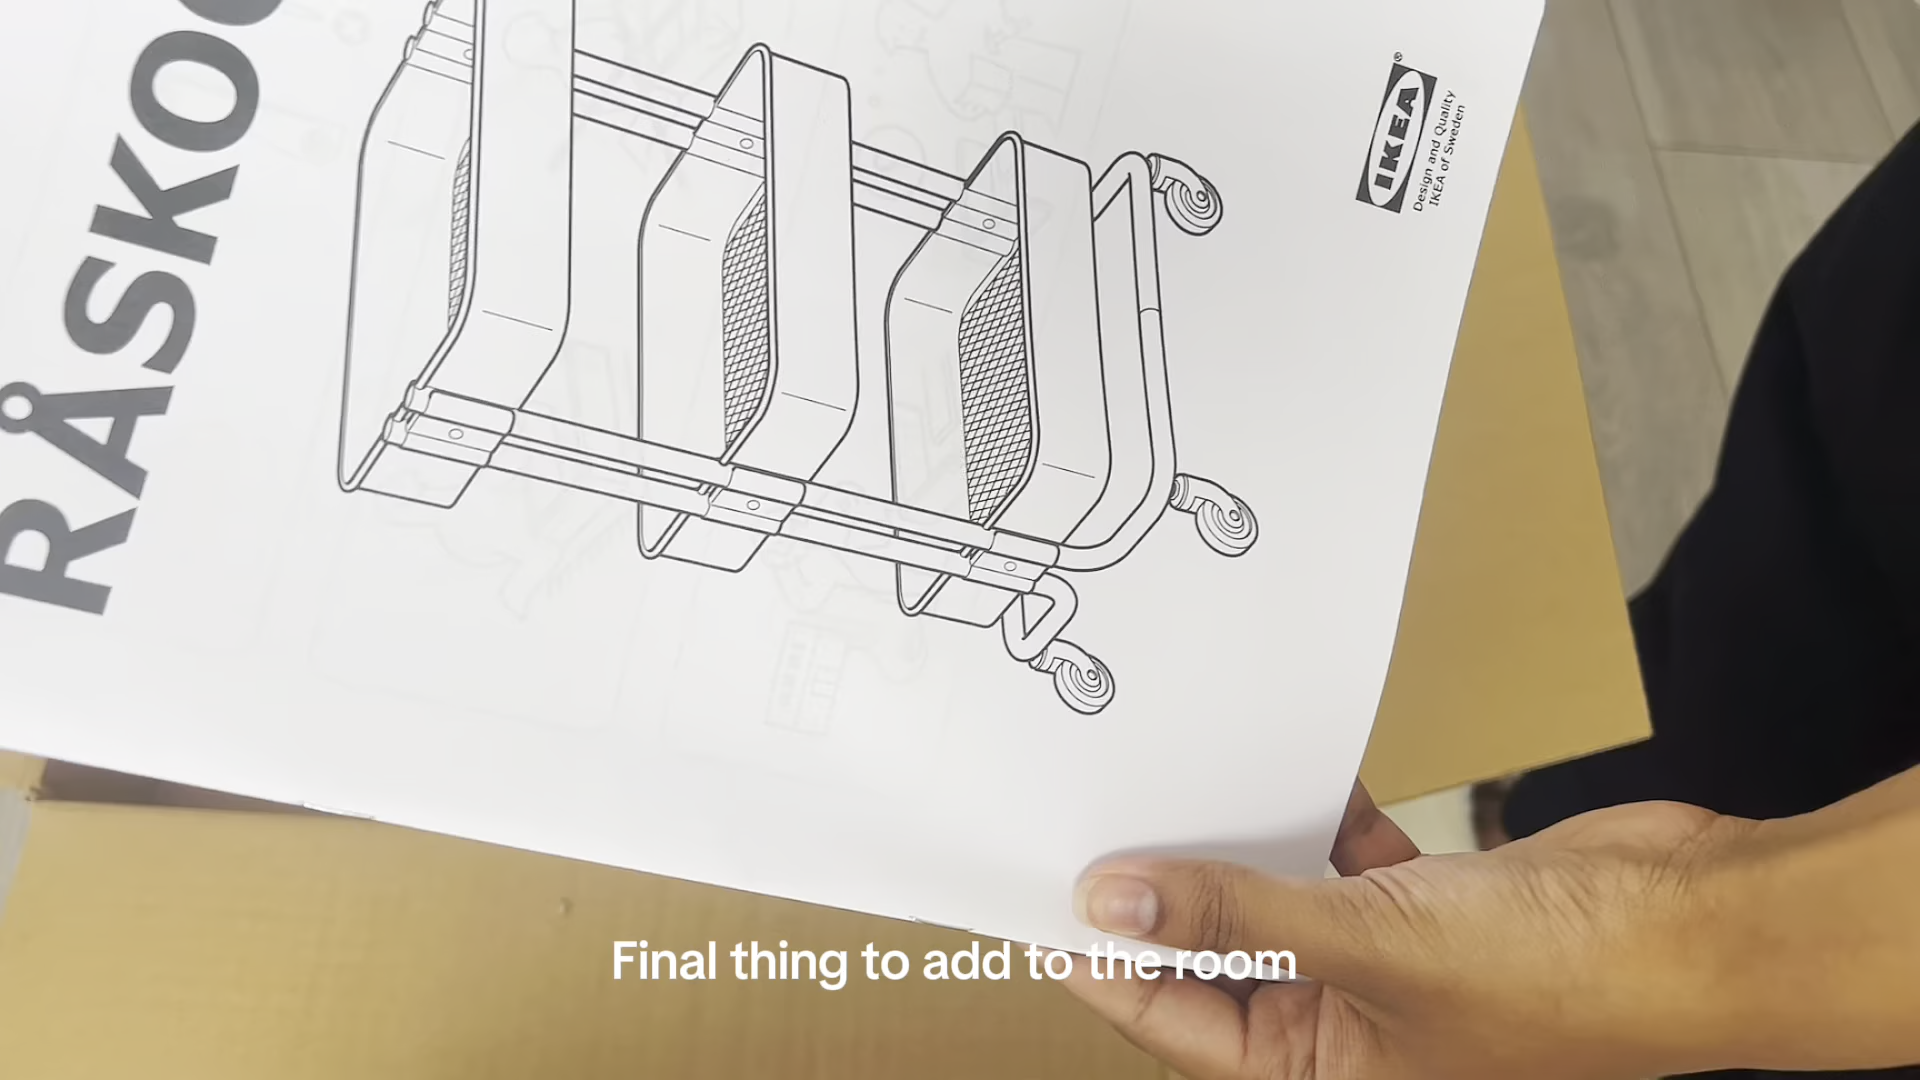 RÅSKO
IKEA®
Design and Quality
IKEA of Sweden
Final thing to add to the room